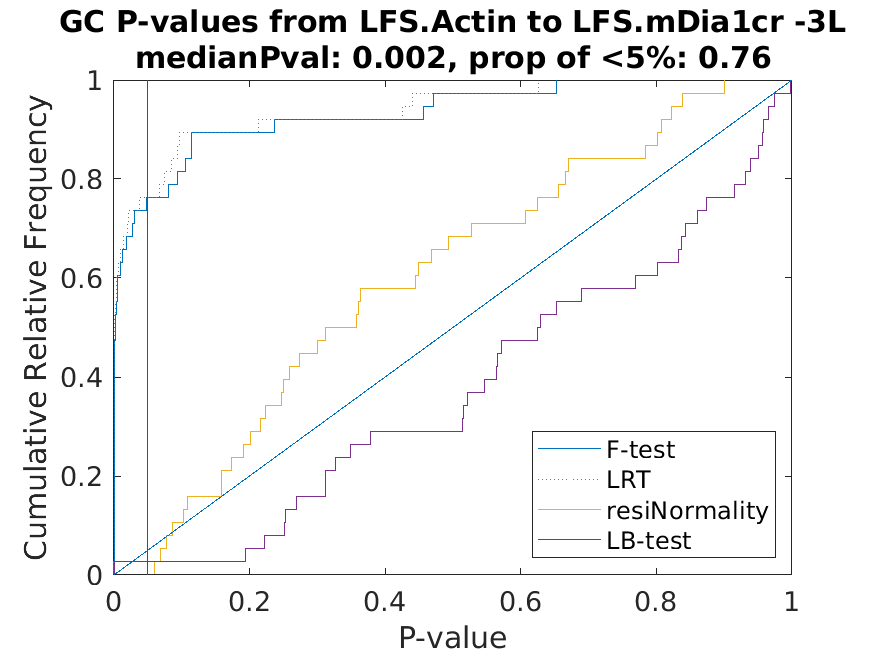 GC P-values from LFS.Actin to LFS.mDia1cr -3L
medianPval: 0.002, prop of <5%: 0.76
Cumulative Relative Frequency
1
0.8
0.6
0.4
0.2
0
0
0.2
0.4
0.6
0.8
1
P-value
F-test
LRT
resiNormality
LB-test